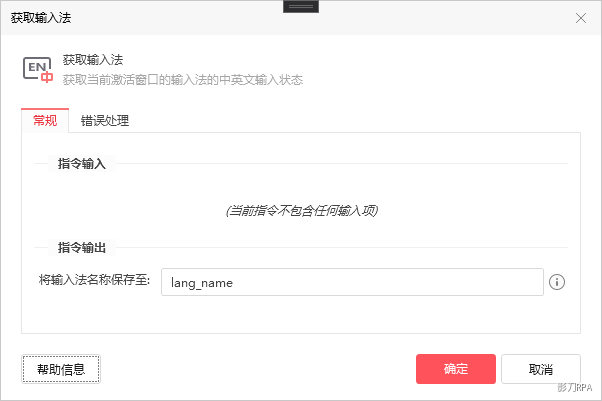 获取输入法
EN
中
获取输入法
获取当前激活窗口的输入法的中英文输入状态
常规
错误处理
指令输入
(当前指令不包含任何输入项)
指令输出
将输入法名称保存至:
lang_name
帮助信息
确定
取消
影刀RPA